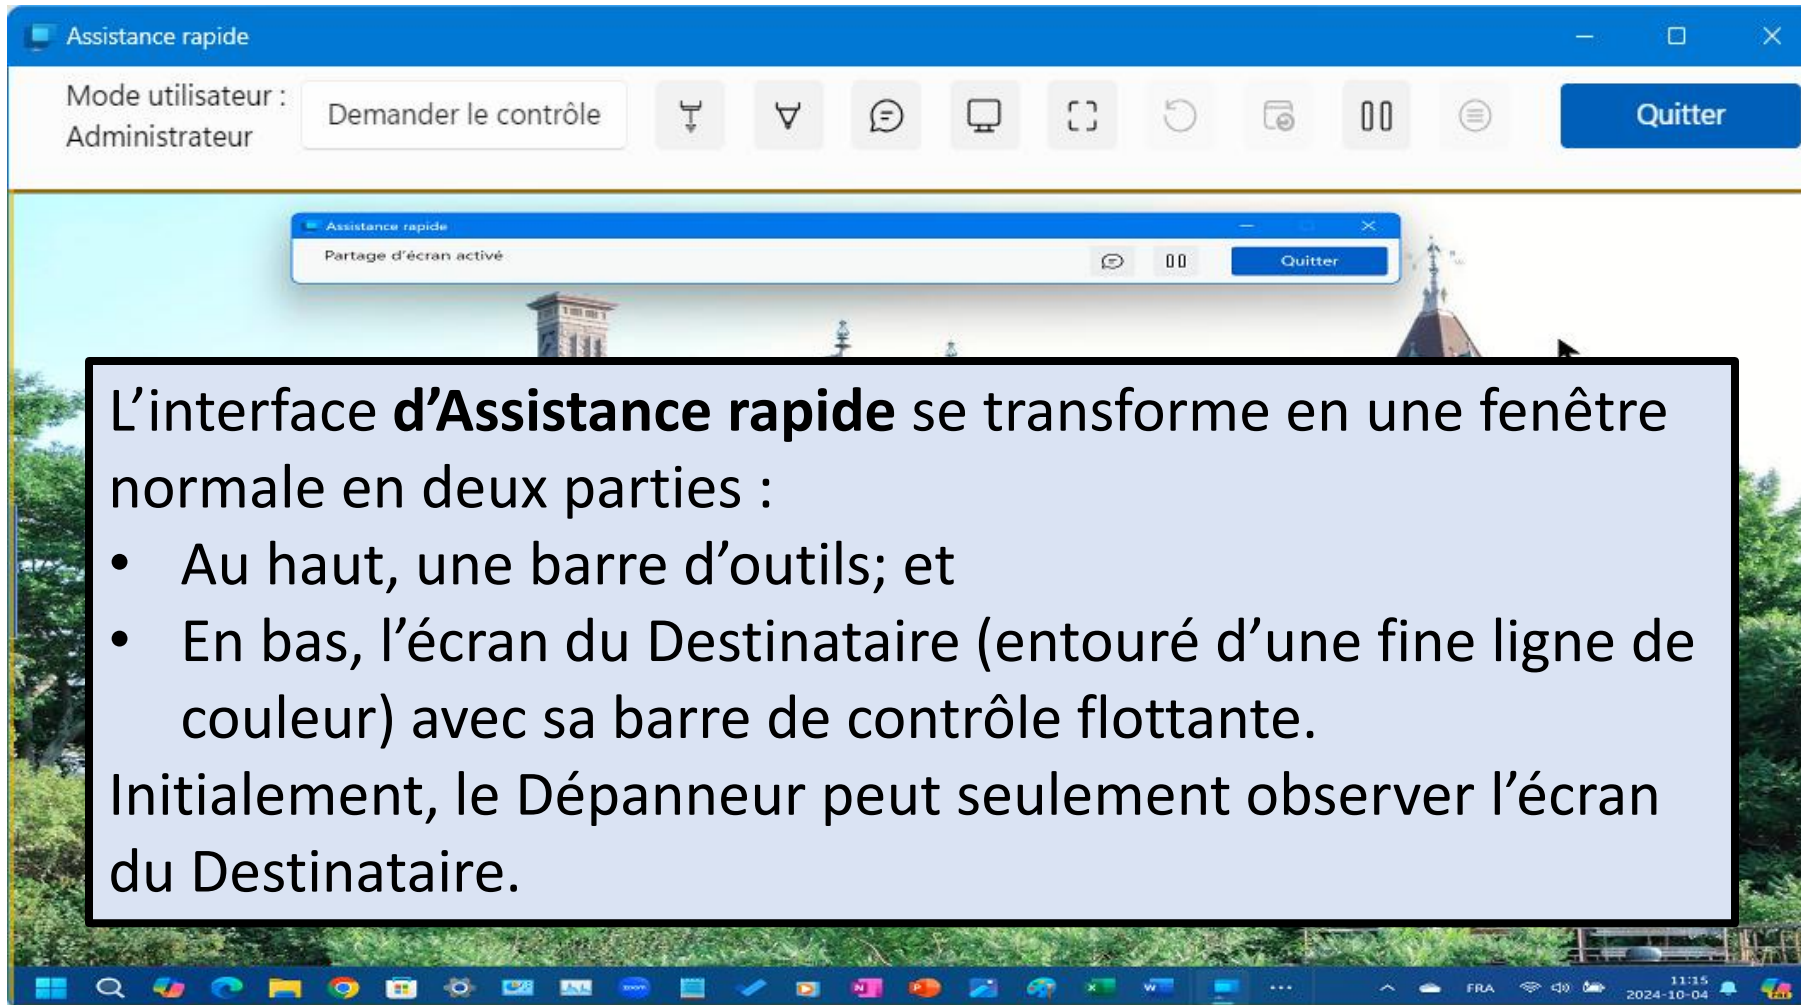 Assistance rapide
Mode utilisateur :
Administrateur
Demander le contrôle
Quitter
Assistance rapide
Partage d'écran activé
Quitter
L’interface d’Assistance rapide se transforme en une fenêtre
normale en deux parties :
• Au haut, une barre d’outils; et
• En bas, l’écran du Destinataire (entouré d’une fine ligne de
couleur) avec sa barre de contrôle flottante.
Initialement, le Dépanneur peut seulement observer l’écran
du Destinataire.
zoom
FRA
11:15
2024-10-04